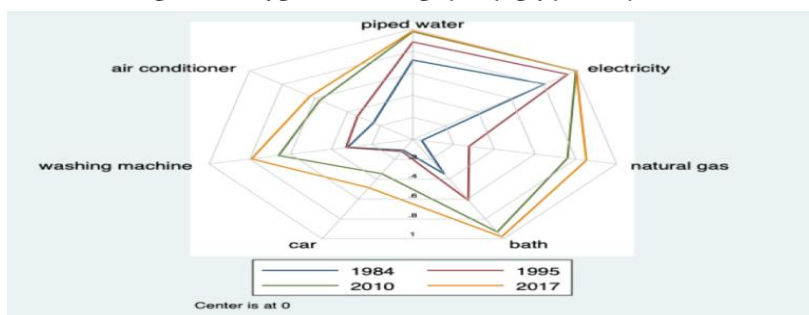 piped water
air conditioner
electricity
washing machine
natural gas
.4
.6
.8
1
car
bath
1984
1995
2010
2017
Center is at 0